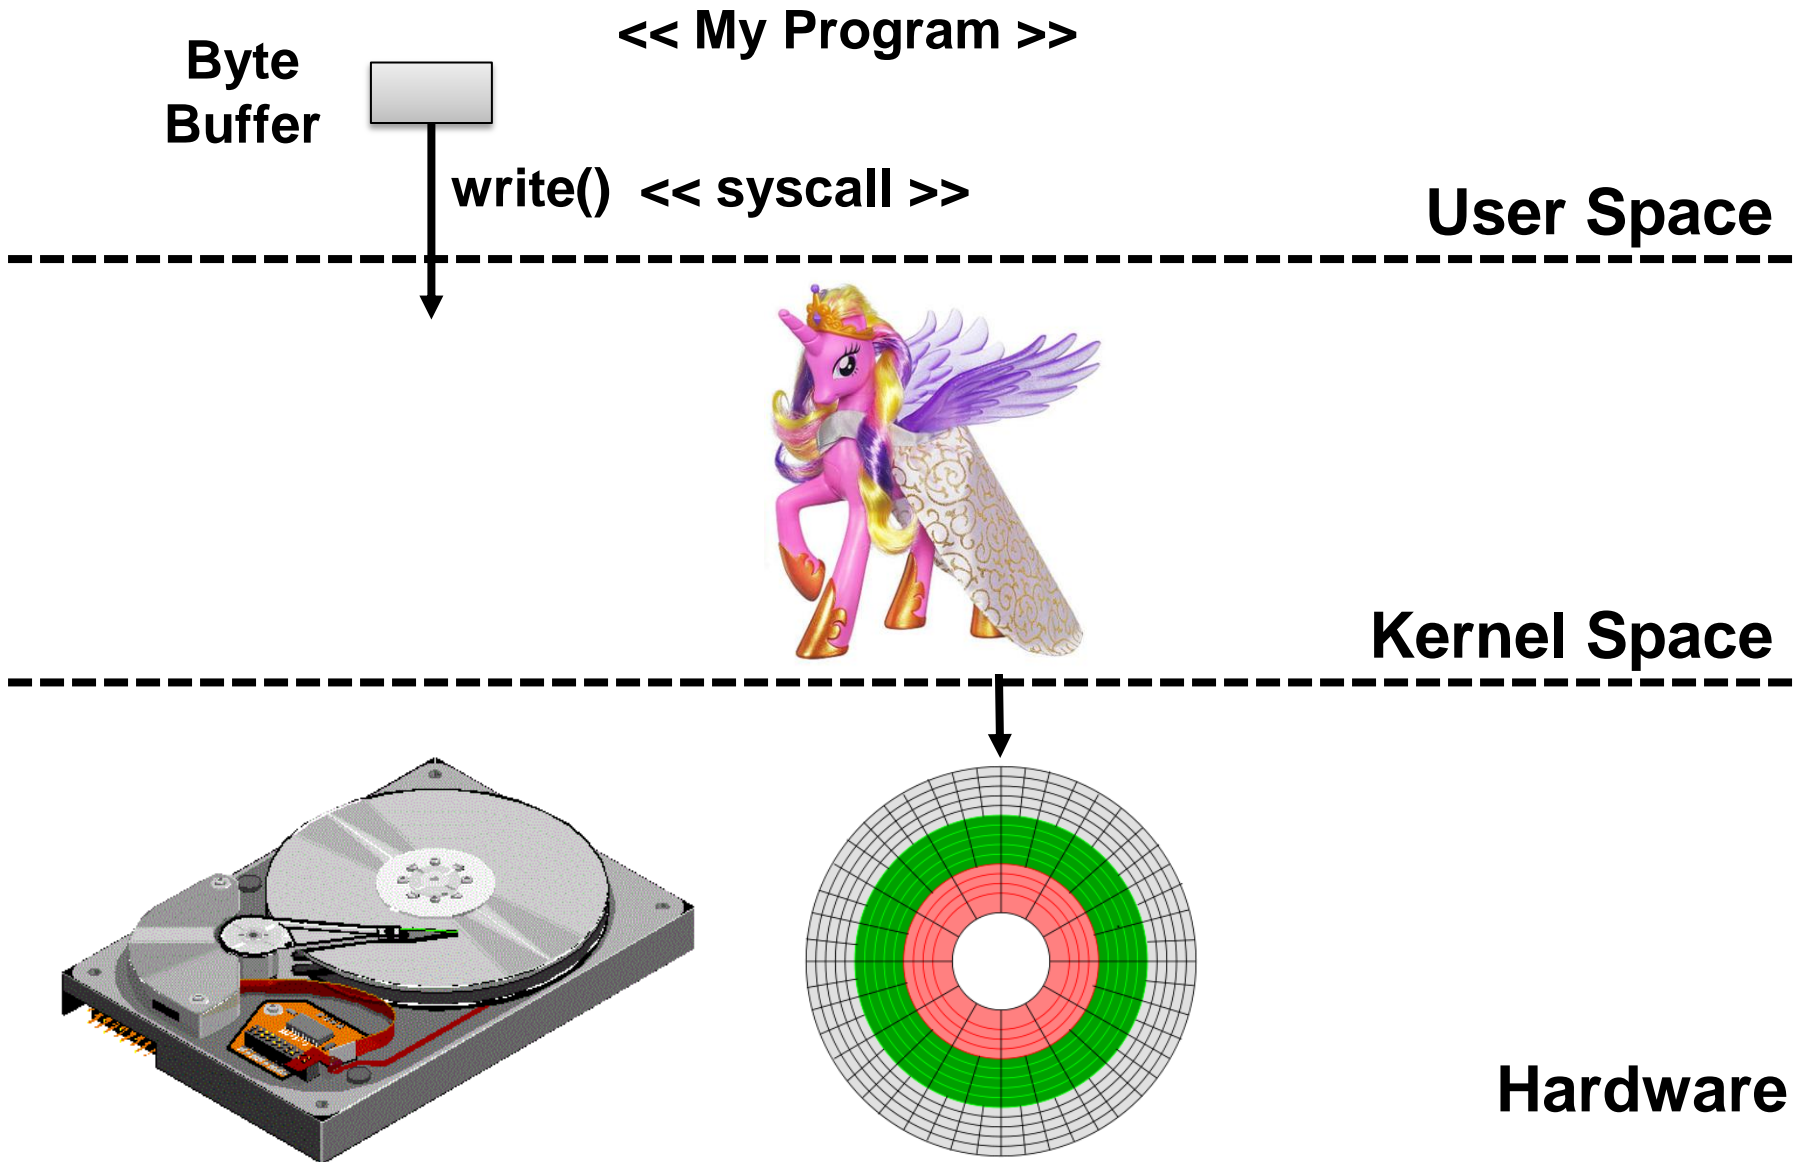 << My Program >>
Byte
Buffer
write() << syscall >>
User Space
Kernel Space
Hardware